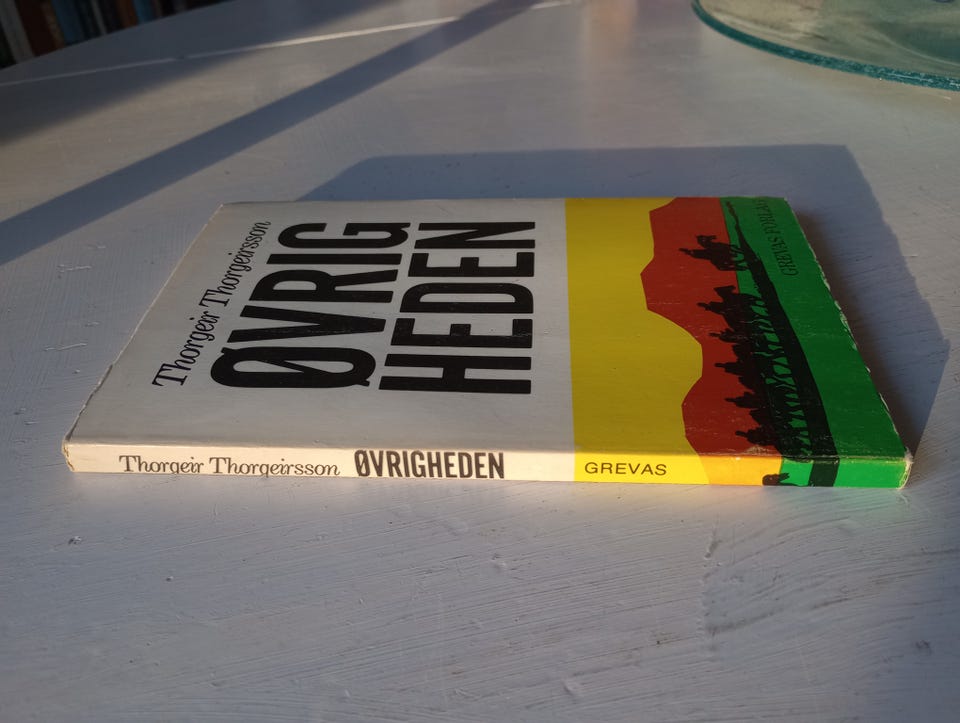 Thorgeir Thorgeirsson
ØVRIG
HEDEN
GREVAS FORLAG
Thorgeir Thorgeirsson ØVRIGHEDEN GREVAS